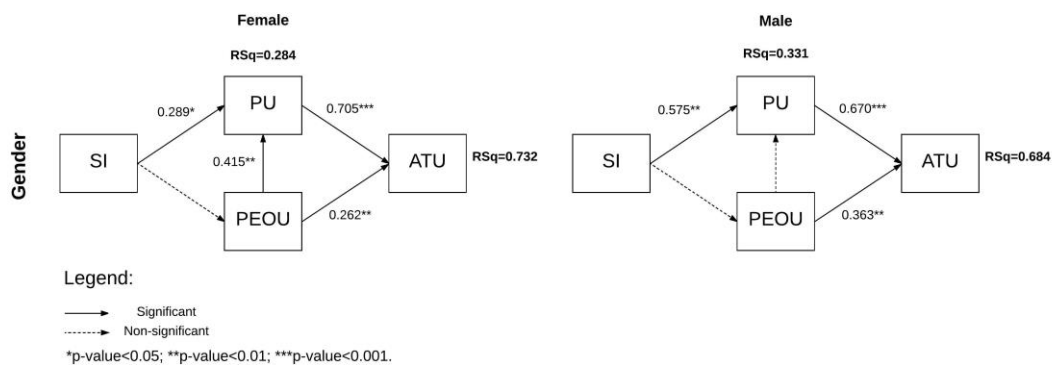 Female
RSq=0.284
0.289*
PU
0.705***
SI
0.415**
ATU
RSq=0.732
PEOU
0.262**
Male
RSq=0.331
0.575**
PU
0.670***
SI
ATU
RSq=0.684
PEOU
0.363**
Gender
Legend:
Significant
Non-significant
*p-value<0.05; **p-value<0.01; ***p-value<0.001.